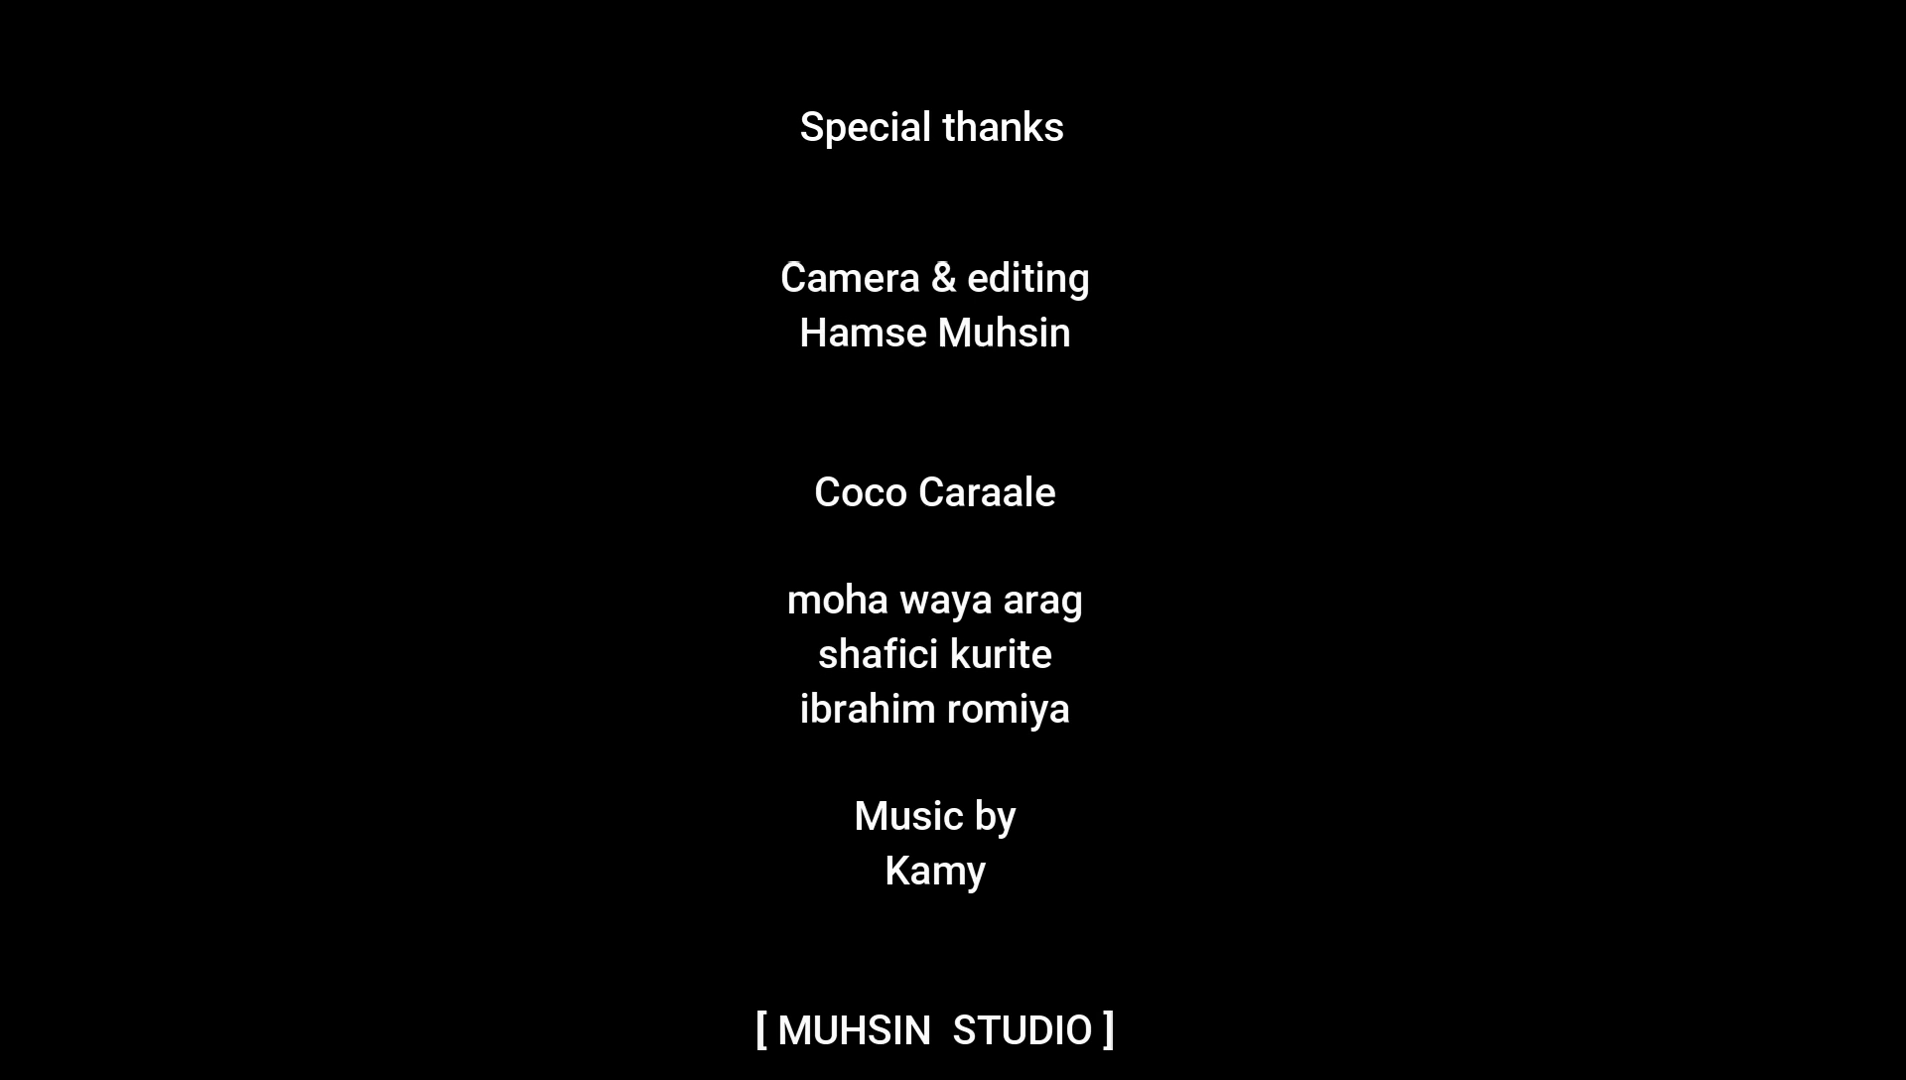 Special thanks
Camera & editing
Hamse Muhsin
Coco Caraale
moha waya arag
shafici kurite
ibrahim romiya
Music by
Kamy
[ MUHSIN  STUDIO ]